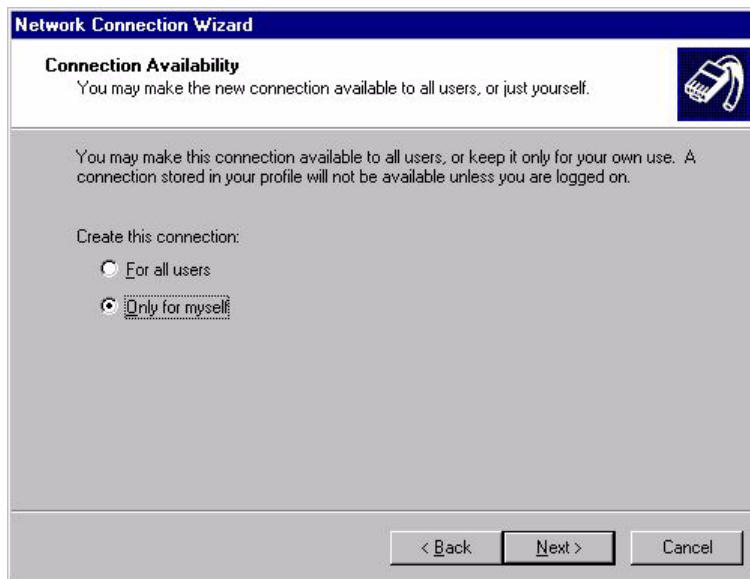 Network Connection Wizard
Connection Availability
You may make the new connection available to all users, or just yourself.
You may make this connection available to all users, or keep it only for your own use. A
connection stored in your profile will not be available unless you are logged on.
Create this connection:
For all users
Only for myself
< Back Next > Cancel